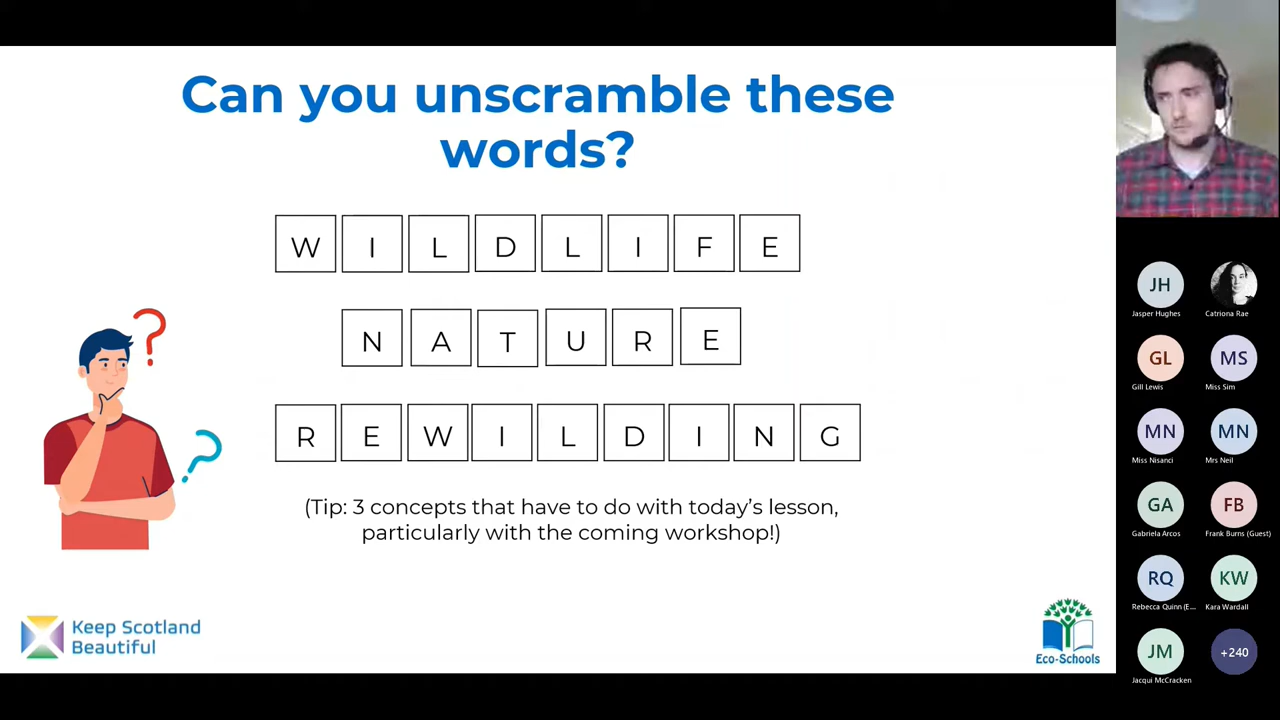 Can you unscramble these
words?
W I L D L I F E
N A T U R E
R E W I L D I N G
(Tip: 3 concepts that have to do with today's lesson,
particularly with the coming workshop!)
Keep Scotland
Beautiful
Eco-Schools
JH
Jasper Hughes
Catriona Rae
GL
Gill Lewis
MS
Miss Sim
MN
Miss Nisanci
MN
Mrs Neil
GA
Gabriela Arcos
FB
Frank Burns (Guest)
RQ
Rebecca Quinn (E...
KW
Kara Wardall
JM
Jacqui McCracken
+240